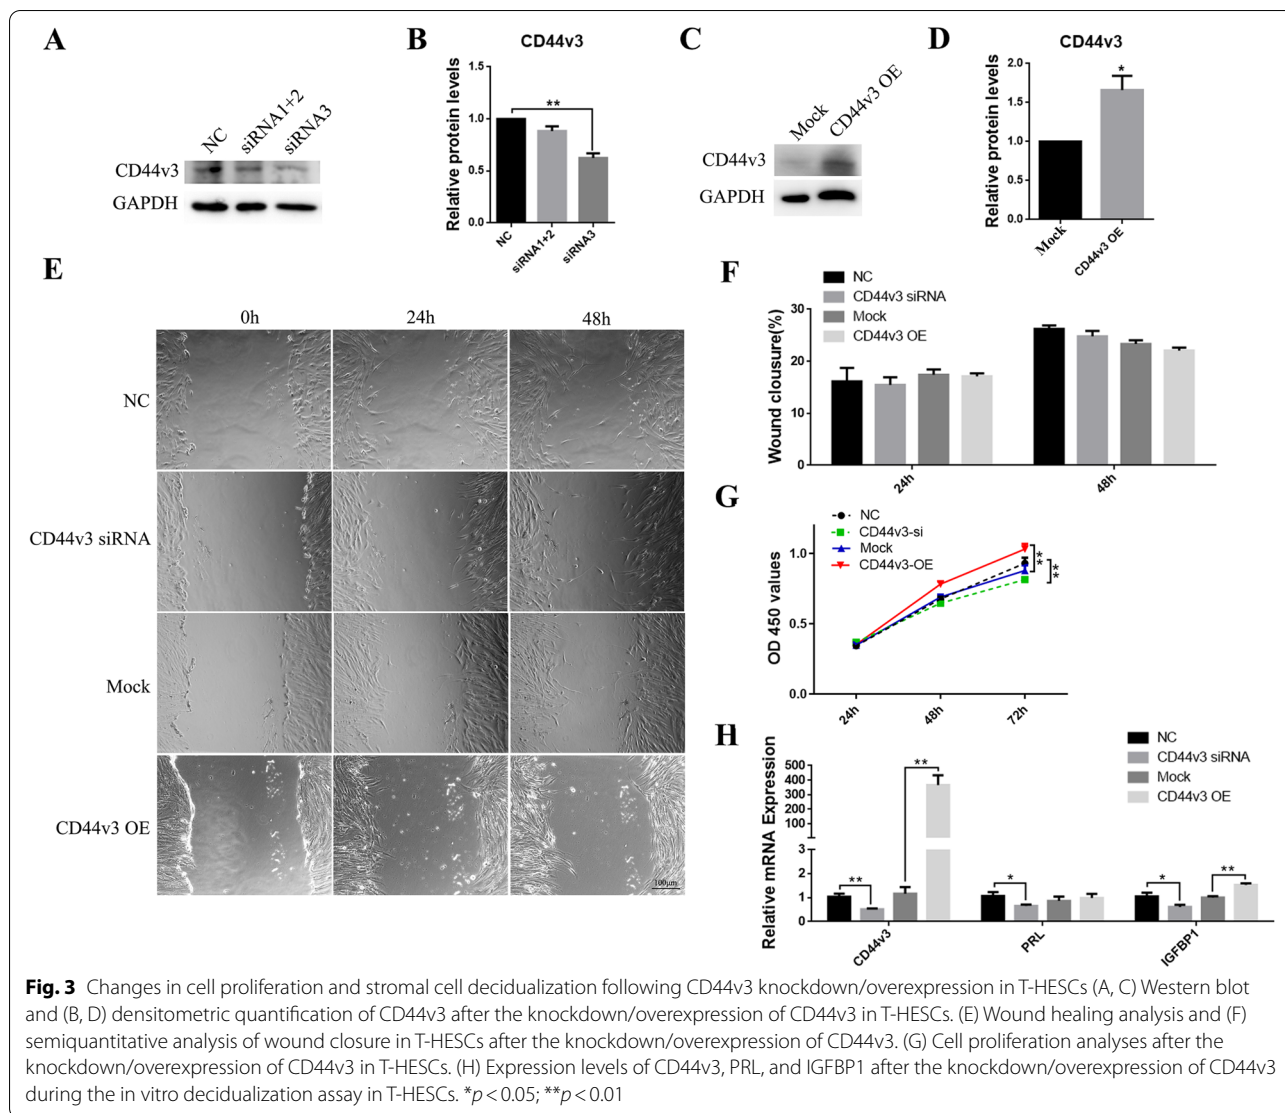 A
NC
siRNA1+2
siRNA3
CD44v3
GAPDH
B
CD44v3
Relative protein levels
1.5
1.0
0.5
0.0
**
NC
siRNA1+2
siRNA3
C
Mock
CD44v3 OE
CD44v3
GAPDH
D
CD44v3
Relative protein levels
2.0
1.5
1.0
0.5
0.0
*
Mock
CD44v3 OE
E
0h 24h 48h
NC
CD44v3 siRNA
Mock
CD44v3 OE
100μm
F
NC
CD44v3 siRNA
Mock
CD44v3 OE
Wound clousure(%)
30
20
10
0
24h
48h
G
NC
CD44v3-si
Mock
CD44v3-OE
OD 450 values
1.0
0.5
0.0
**
**
24h
48h
72h
H
NC
CD44v3 siRNA
Mock
CD44v3 OE
Relative mRNA Expression
500
400
300
200
100
3
2
1
0
**
**
*
*
**
CD44v3
PRL
IGFBP1
Fig. 3 Changes in cell proliferation and stromal cell decidualization following CD44v3 knockdown/overexpression in T-HESCs (A, C) Western blot
and (B, D) densitometric quantification of CD44v3 after the knockdown/overexpression of CD44v3 in T-HESCs. (E) Wound healing analysis and (F)
semiquantitative analysis of wound closure in T-HESCs after the knockdown/overexpression of CD44v3. (G) Cell proliferation analyses after the
knockdown/overexpression of CD44v3 in T-HESCs. (H) Expression levels of CD44v3, PRL, and IGFBP1 after the knockdown/overexpression of CD44v3
during the in vitro decidualization assay in T-HESCs. *p < 0.05; **p < 0.01